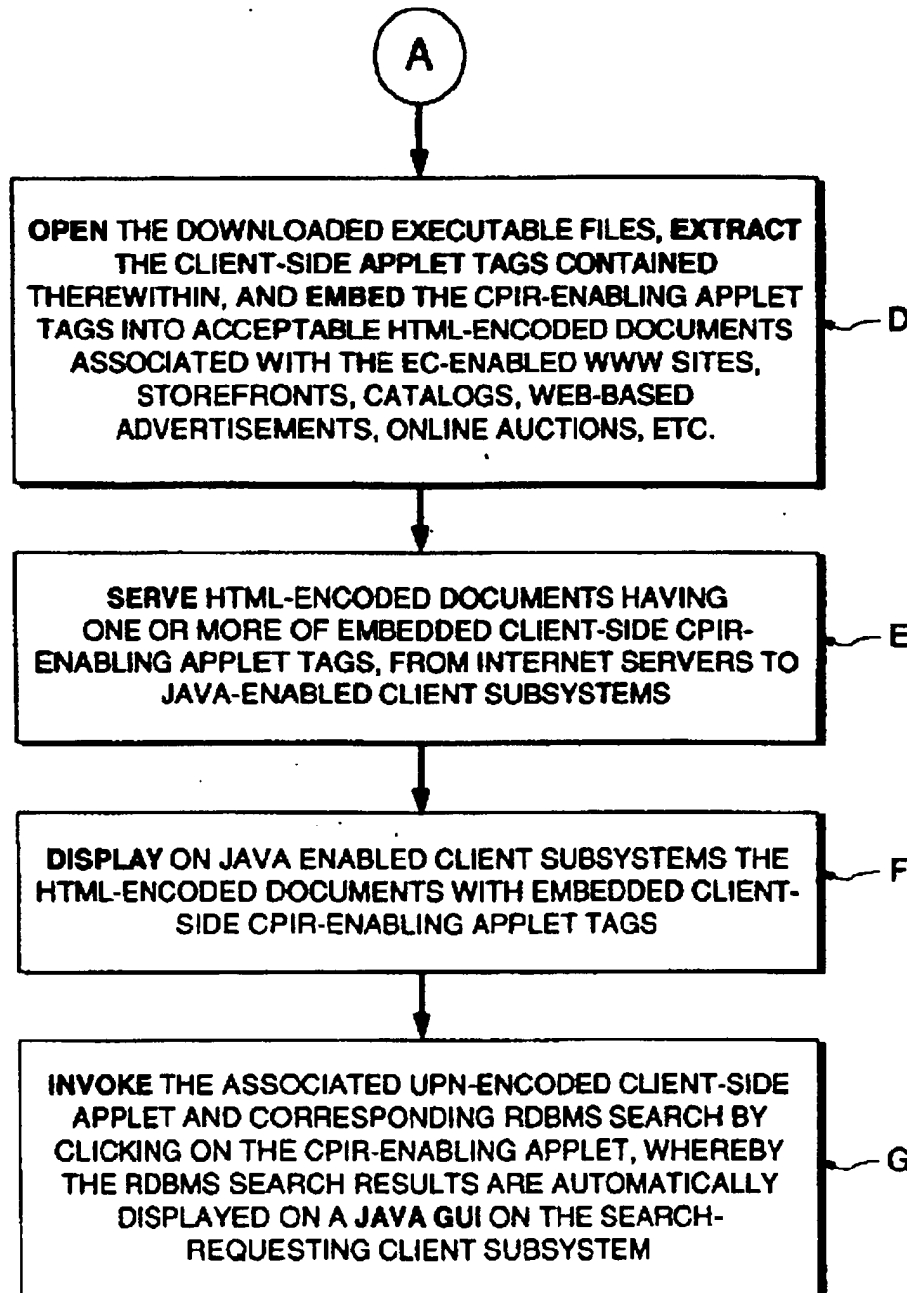 A
OPEN THE DOWNLOADED EXECUTABLE FILES, EXTRACT
THE CLIENT-SIDE APPLET TAGS CONTAINED
THEREWITHIN, AND EMBED THE CPIR-ENABLING APPLET
TAGS INTO ACCEPTABLE HTML-ENCODED DOCUMENTS
ASSOCIATED WITH THE EC-ENABLED WWW SITES,
STOREFRONTS, CATALOGS, WEB-BASED
ADVERTISEMENTS, ONLINE AUCTIONS, ETC.
D
SERVE HTML-ENCODED DOCUMENTS HAVING
ONE OR MORE OF EMBEDDED CLIENT-SIDE CPIR-
ENABLING APPLET TAGS, FROM INTERNET SERVERS TO
JAVA-ENABLED CLIENT SUBSYSTEMS
E
DISPLAY ON JAVA ENABLED CLIENT SUBSYSTEMS THE
HTML-ENCODED DOCUMENTS WITH EMBEDDED CLIENT-
SIDE CPIR-ENABLING APPLET TAGS
F
INVOKE THE ASSOCIATED UPN-ENCODED CLIENT-SIDE
APPLET AND CORRESPONDING RDBMS SEARCH BY
CLICKING ON THE CPIR-ENABLING APPLET, WHEREBY
THE RDBMS SEARCH RESULTS ARE AUTOMATICALLY
DISPLAYED ON A JAVA GUI ON THE SEARCH-
REQUESTING CLIENT SUBSYSTEM
G